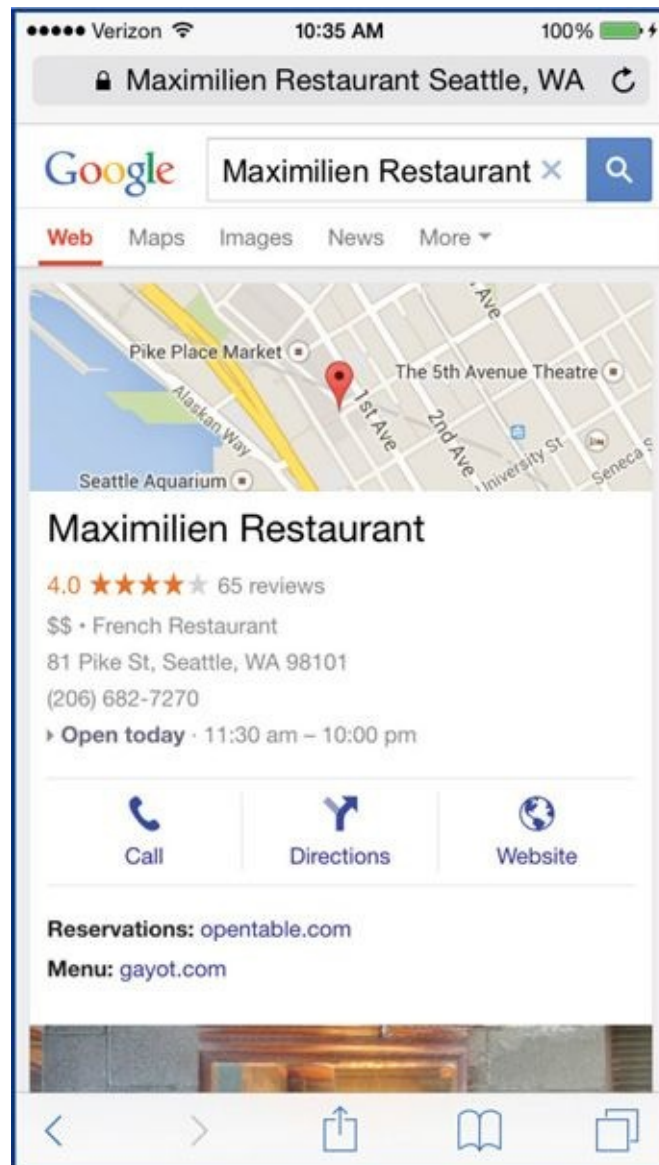 Verizon 10:35 AM 100%
Maximilien Restaurant Seattle, WA
Google Maximilien Restaurant
Web Maps Images News More
Ave
Pike Place Market
The 5th Avenue Theatre
Alaskan Way
1st Ave
2nd Ave
University St
Seneca S
Seattle Aquarium
Maximilien Restaurant
4.0 ★★★★★ 65 reviews
$$ • French Restaurant
81 Pike St, Seattle, WA 98101
(206) 682-7270
Open today · 11:30 am – 10:00 pm
Call Directions Website
Reservations: opentable.com
Menu: gayot.com